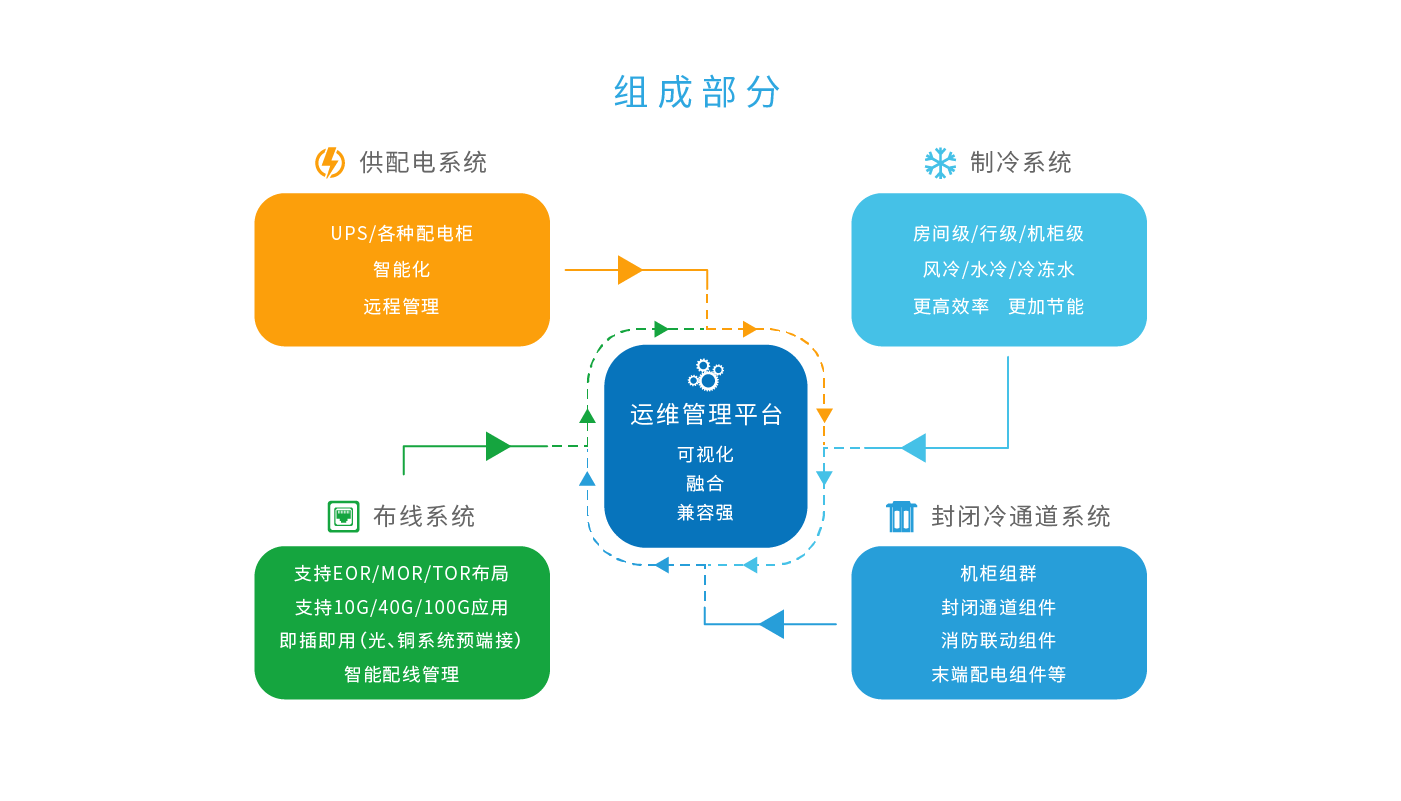 组成部分
供配电系统
UPS/各种配电柜
智能化
远程管理
制冷系统
房间级/行级/机柜级
风冷/水冷/冷冻水
更高效率 更加节能
运维管理平台
可视化
融合
兼容强
布线系统
支持EOR/MOR/TOR布局
支持10G/40G/100G应用
即插即用(光、铜系统预端接)
智能配线管理
封闭冷通道系统
机柜组群
封闭通道组件
消防联动组件
末端配电组件等